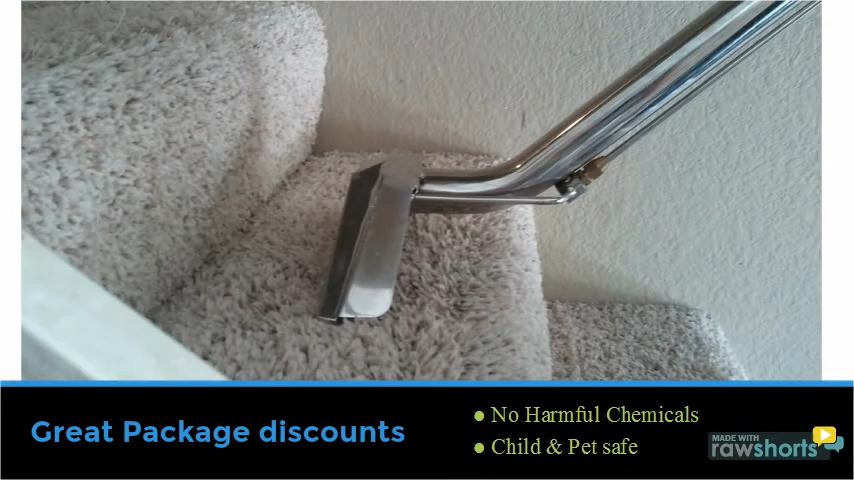 Great Package discounts
● No Harmful Chemicals
● Child & Pet safe
MADE WITH
rawshorts